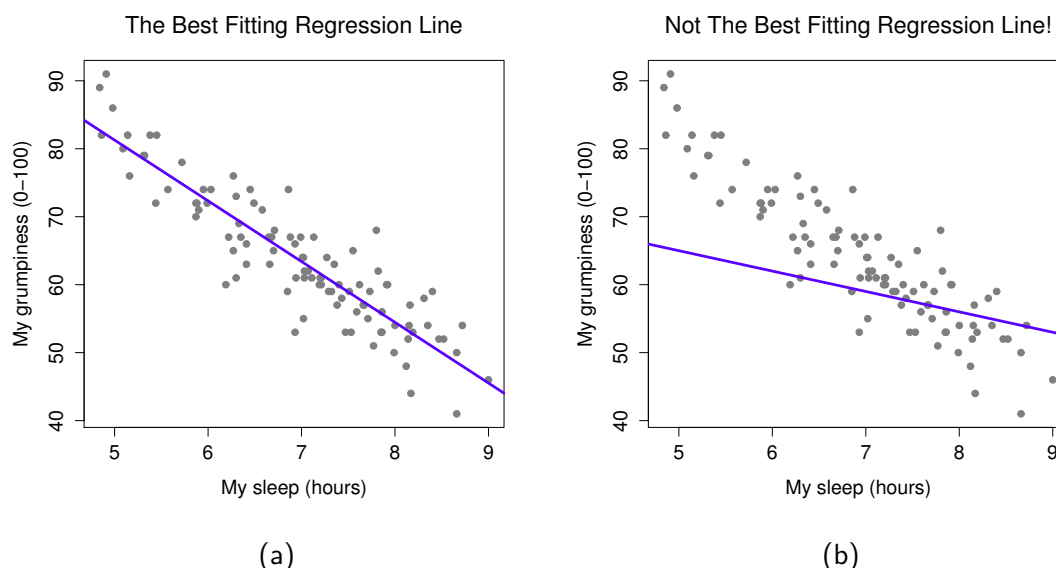 The Best Fitting Regression Line
90
80
70
60
50
40
My grumpiness (0−100)
5 6 7 8 9
My sleep (hours)
(a)
Not The Best Fitting Regression Line!
90
80
70
60
50
40
My grumpiness (0−100)
5 6 7 8 9
My sleep (hours)
(b)